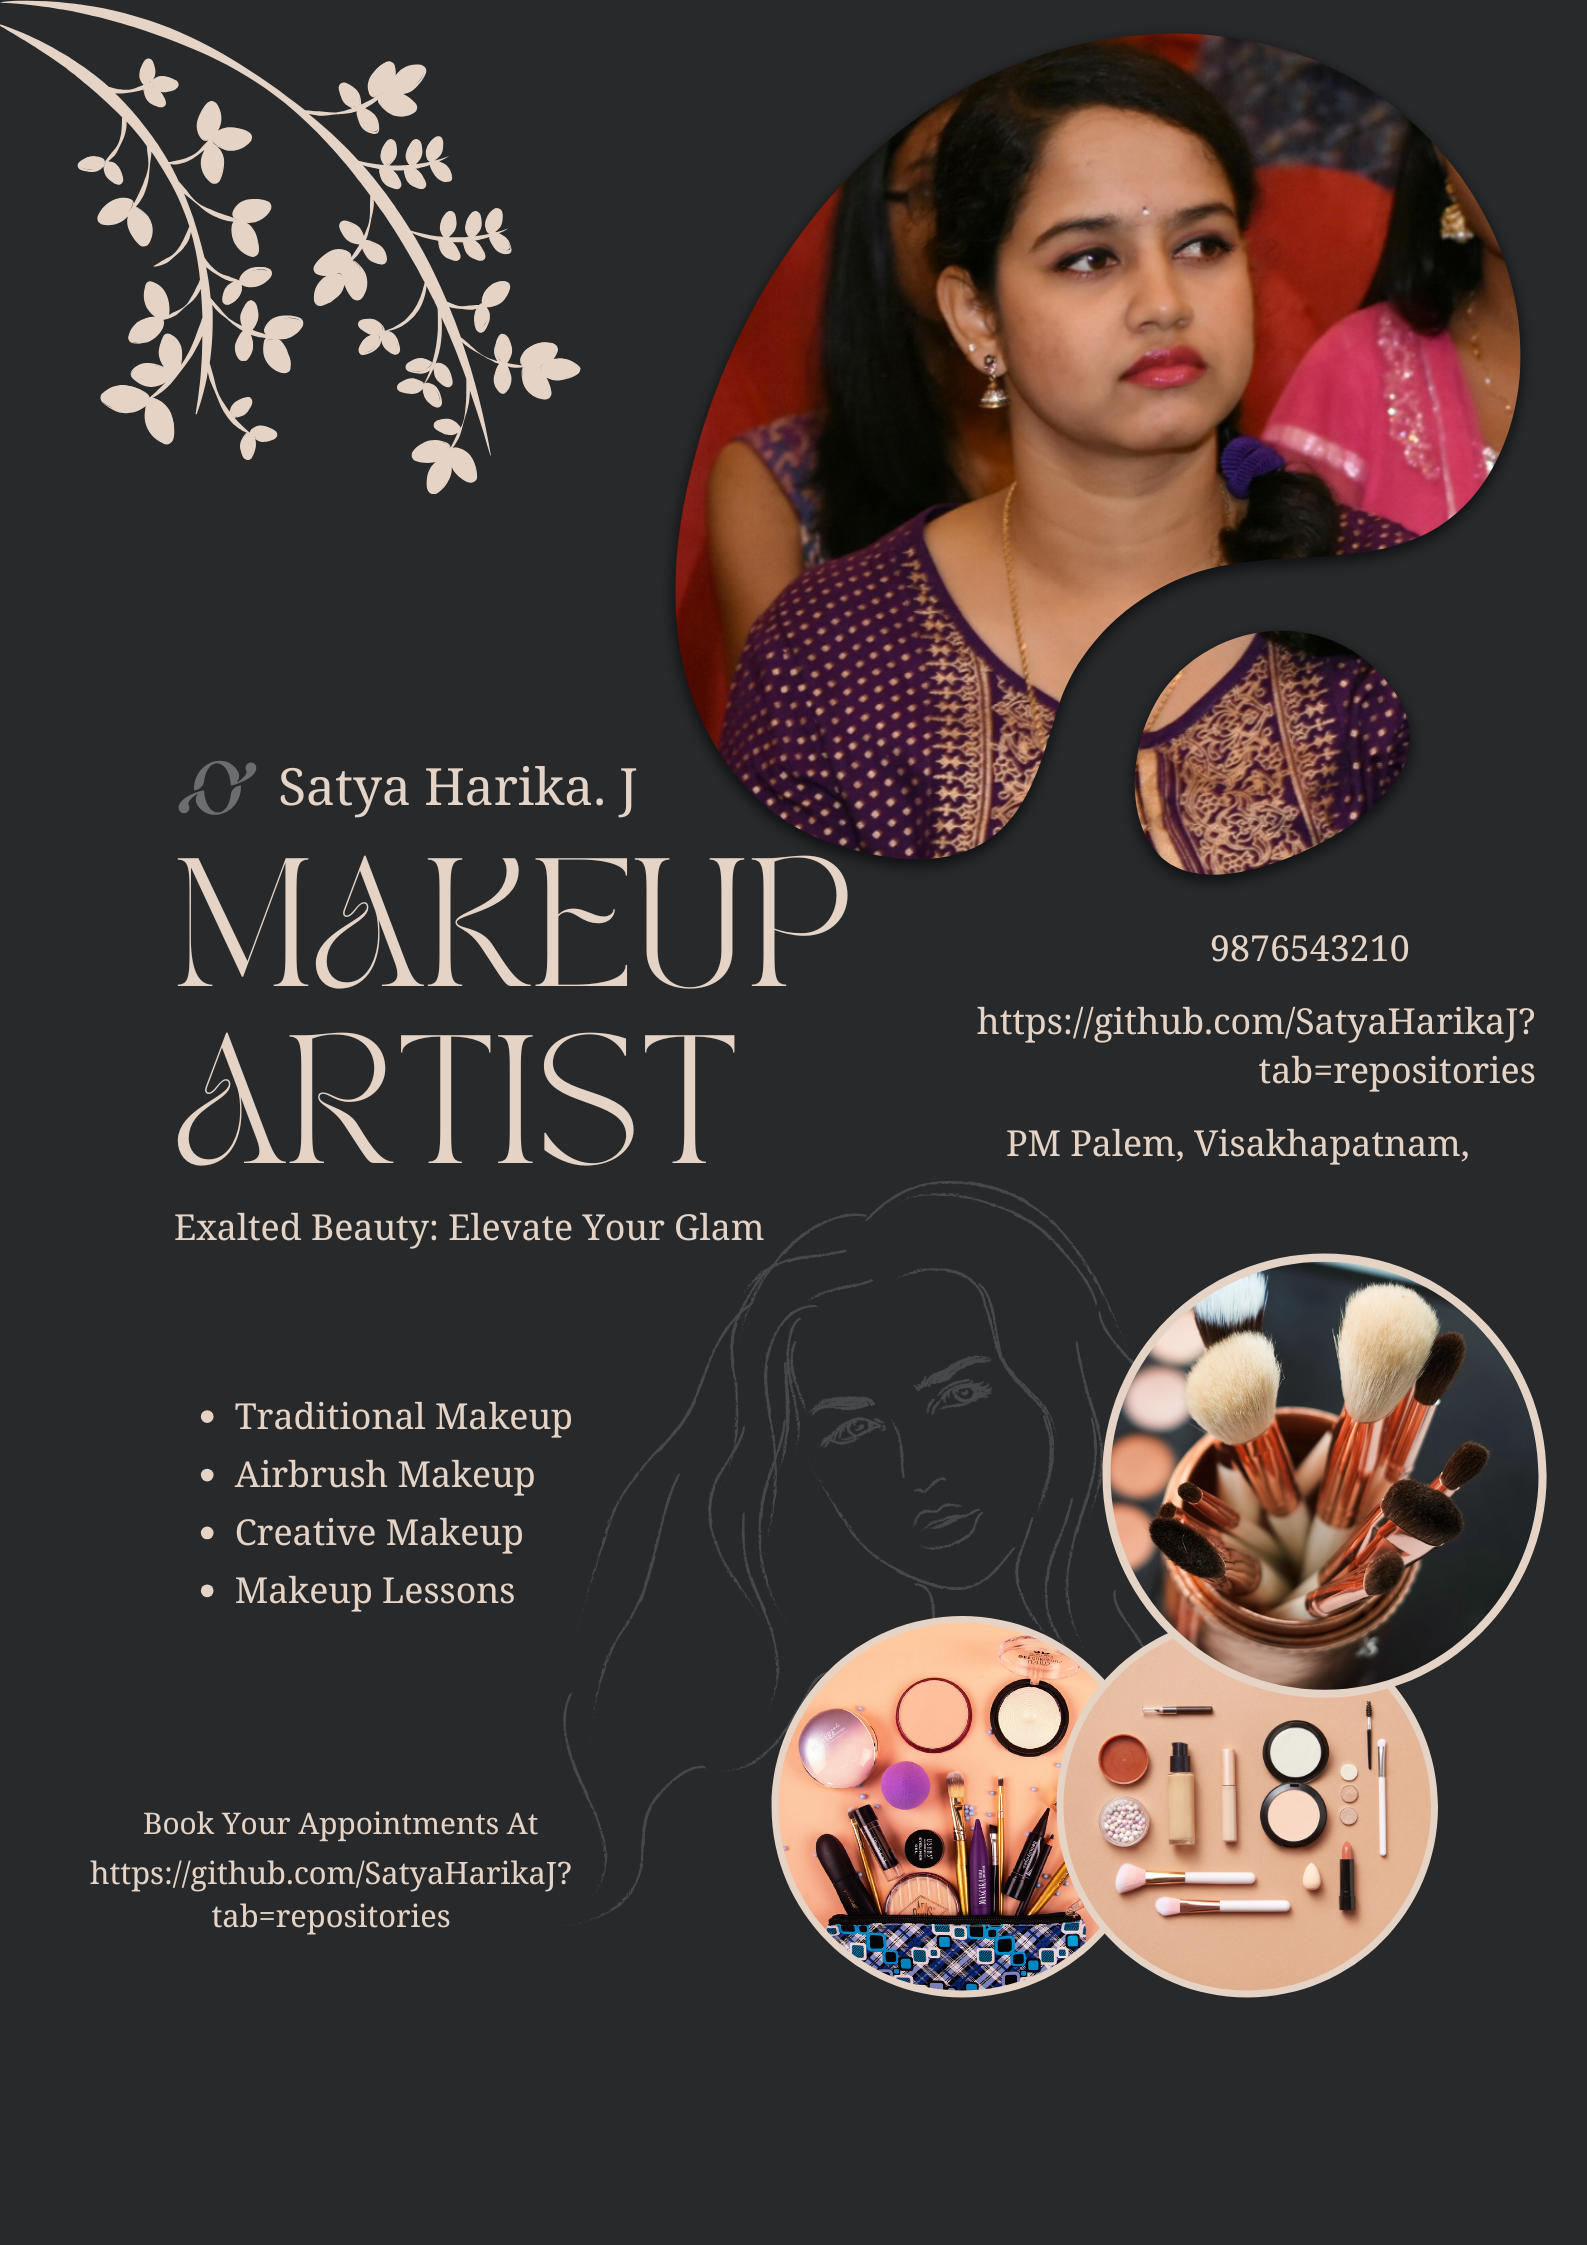 Satya Harika. J
MAKEUP
ARTIST
Exalted Beauty: Elevate Your Glam
9876543210
https://github.com/SatyaHarikaJ?
tab=repositories
PM Palem, Visakhapatnam,
• Traditional Makeup
• Airbrush Makeup
• Creative Makeup
• Makeup Lessons
Book Your Appointments At
https://github.com/SatyaHarikaJ?
tab=repositories